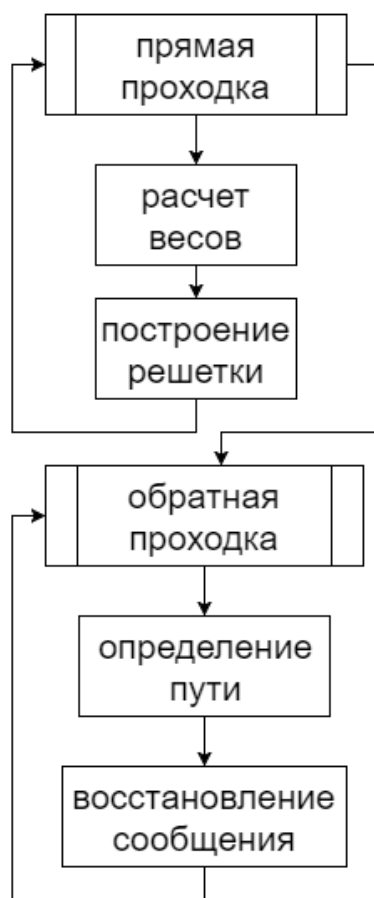 прямая
проходка
расчет
весов
построение
решетки
обратная
проходка
определение
пути
восстановление
сообщения